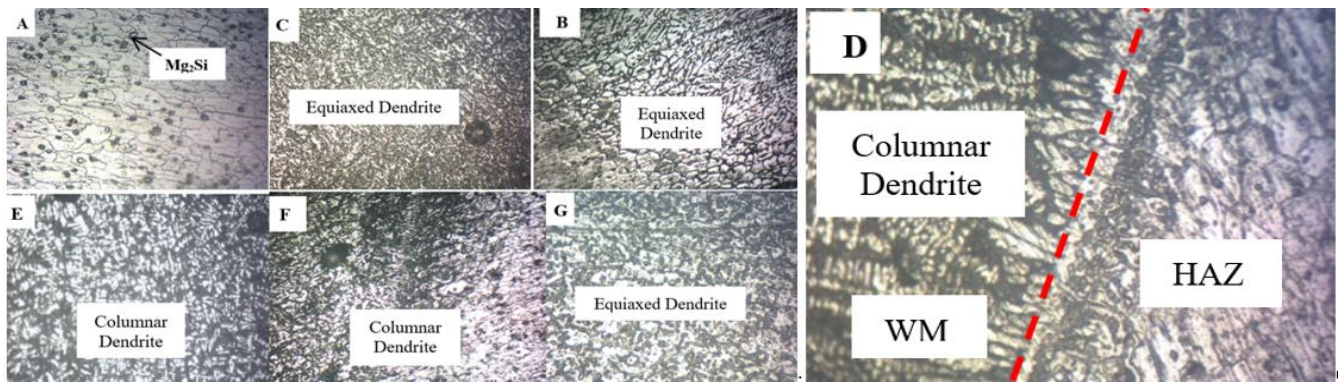 A
Mg₂Si
C
Equiaxed Dendrite
B
Equiaxed
Dendrite
D
Columnar
Dendrite
WM
HAZ
E
Columnar
Dendrite
F
Columnar
Dendrite
G
Equiaxed Dendrite